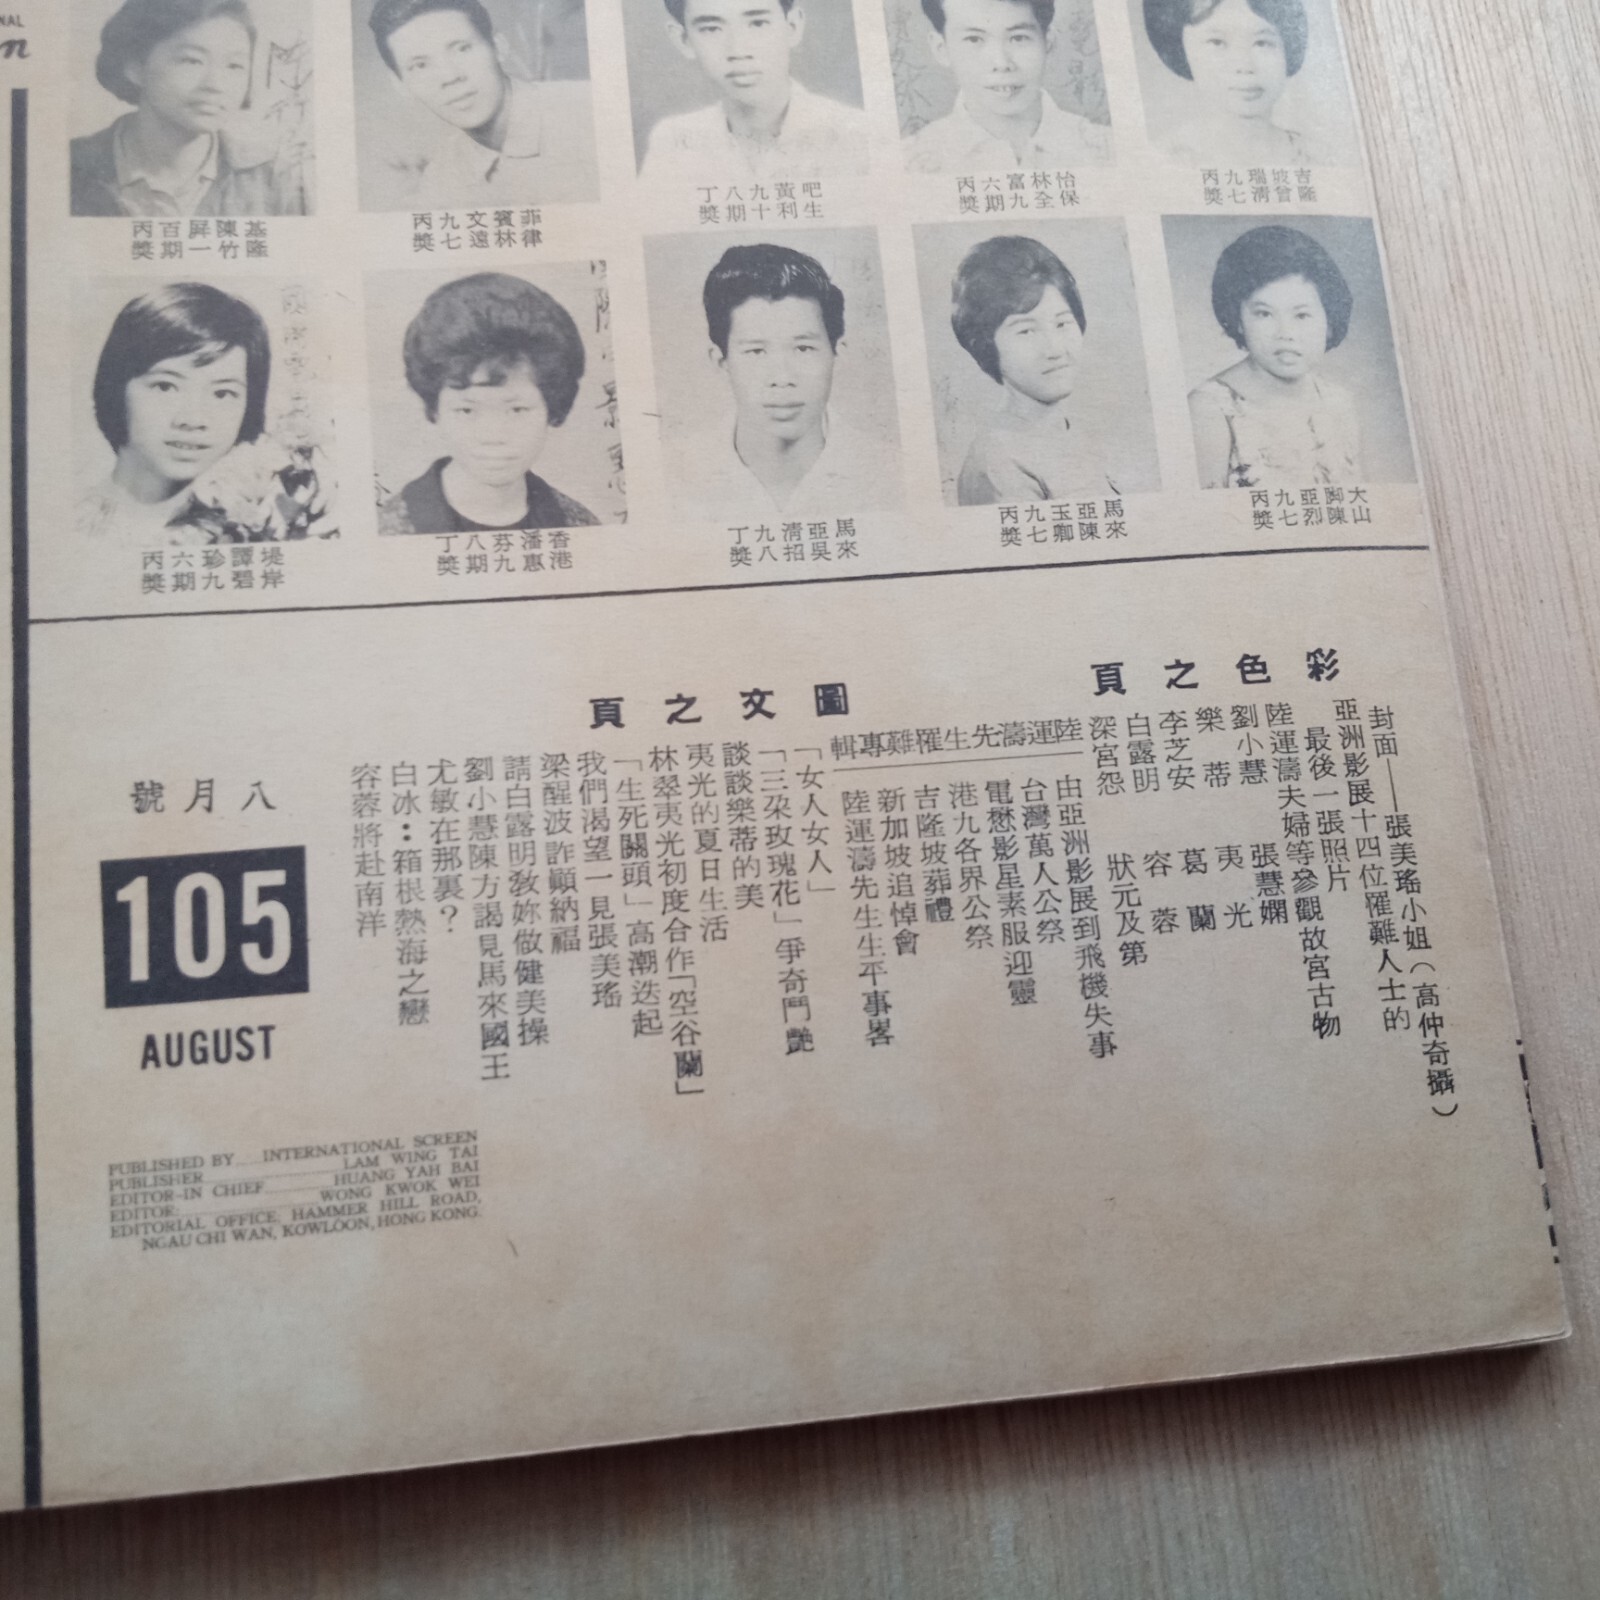 吉隆坡曾瑞清九七丙獎
怡保林全富九六期丙獎
吧生黃利九十八期丁獎
菲律賓林文遠九七丙獎
基隆陳竹屏一百期丙獎
大山脚陳亞烈九七丙獎
馬來亞陳玉卿九七丙獎
馬來亞吳清招九八丁獎
香港潘惠芬九八期丁獎
堤岸譚碧珍九六期丙獎
彩色之頁
封面——張美瑤小姐(高仲奇攝)
亞洲影展十四位罹難人士的
最後一張照片
陸運濤夫婦等參觀故宮古物
劉小慧 張慧嫻
樂蒂 夷光
李芝安 葛蘭
白露明 容蓉
深宮怨 狀元及第
圖文之頁
陸運濤先生罹難專輯
由亞洲影展到飛機失事
台灣萬人公祭
電懋影星素服迎靈
港九各界公祭
吉隆坡葬禮
新加坡追悼會
陸運濤先生生平事畧
「女人女人」
「三朶玫瑰花」爭奇鬥艷
談談樂蒂的美
夷光的夏日生活
林翠夷光初度合作「空谷蘭」
「生死關頭」高潮迭起
我們渴望一見張美瑤
梁醒波詐顚納福
請白露明教妳做健美操
劉小慧陳方謁見馬來國王
尤敏在那裏？
白冰：箱根熱海之戀
容蓉將赴南洋
八月號
105
AUGUST
PUBLISHED BY INTERNATIONAL SCREEN
PUBLISHER LAM WING TAI
EDITOR-IN CHIEF HUANG YAH BAI
EDITOR: WONG KWOK WEI
EDITORIAL OFFICE, HAMMER HILL ROAD,
NGAU CHI WAN, KOWLOON, HONG KONG.